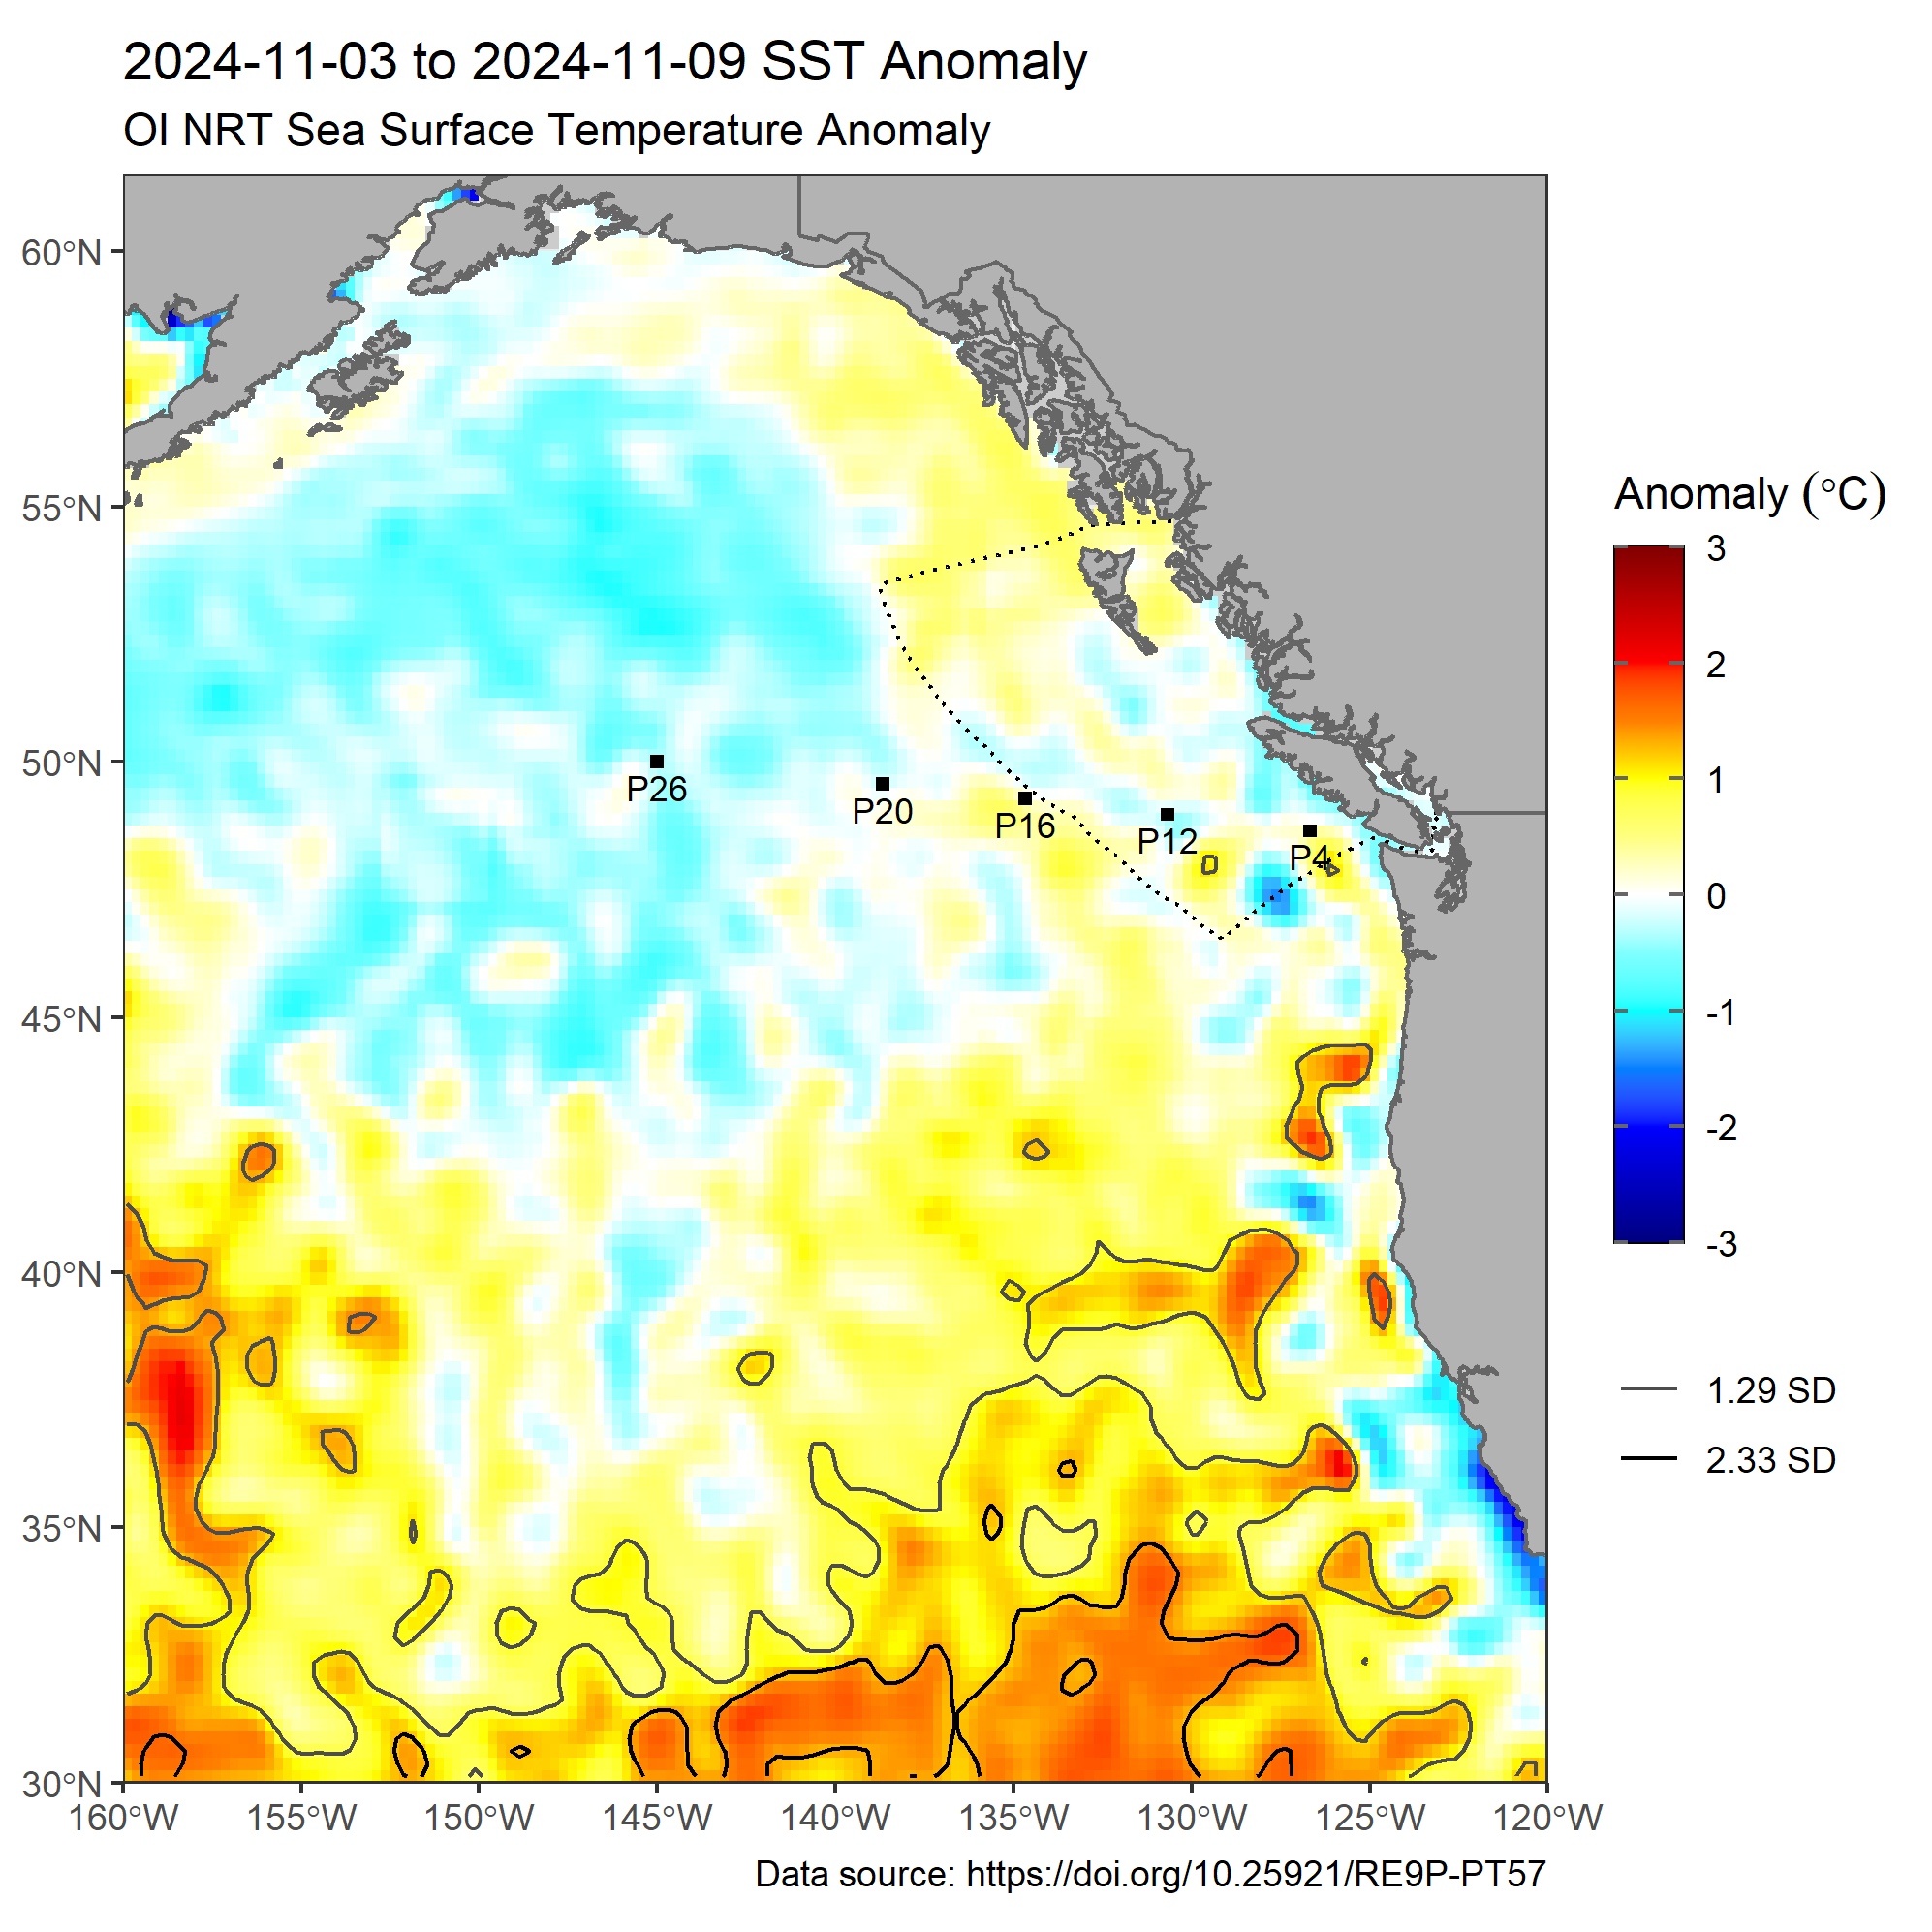 2024-11-03 to 2024-11-09 SST Anomaly
OI NRT Sea Surface Temperature Anomaly
60°N
55°N
50°N
45°N
40°N
35°N
30°N
160°W 155°W 150°W 145°W 140°W 135°W 130°W 125°W 120°W
P26
P20
P16
P12
P4
Anomaly (°C)
3
2
1
0
-1
-2
-3
1.29 SD
2.33 SD
Data source: https://doi.org/10.25921/RE9P-PT57